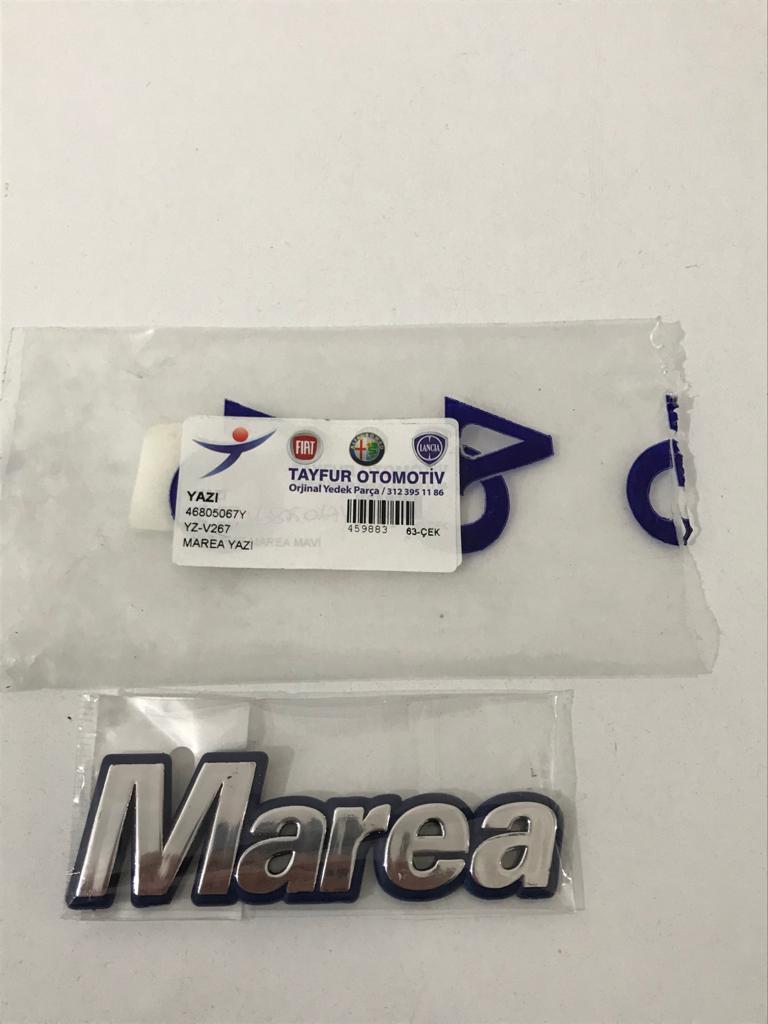 FIAT
LANCIA
TAYFUR OTOMOTİV
Orjinal Yedek Parça / 312 395 11 86
YAZI
46805067Y
YZ-V267
459883 63-ÇEK
MAREA YAZİ
MAREA MAVİ
Marea